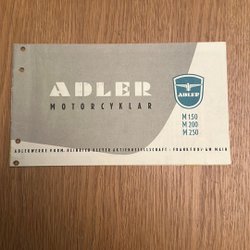 ADLER
MOTORCYKLAR
ADLER
M 150
M 200
M 250
ADLERWERKE VORM. HEINRICH KLEYER AKTIENGESELLSCHAFT · FRANKFURT AM MAIN